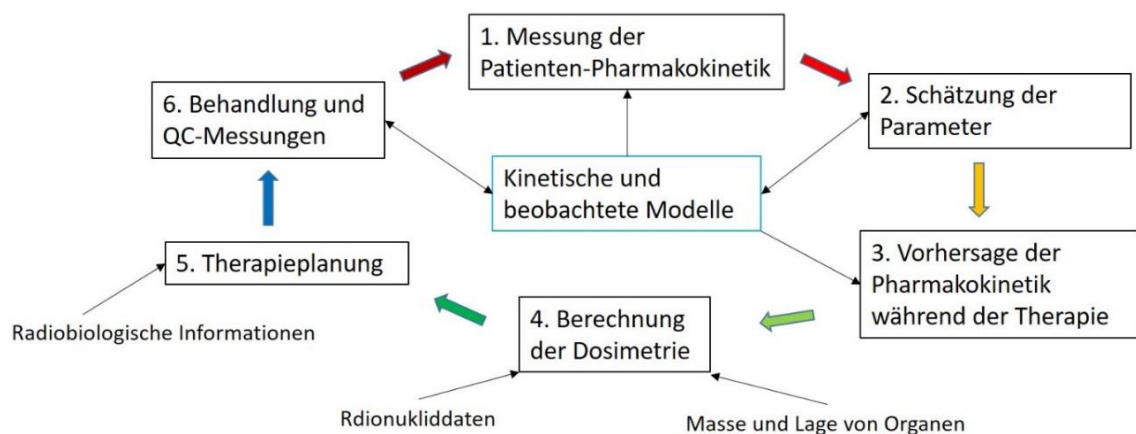 1. Messung der
Patienten-Pharmakokinetik
2. Schätzung der
Parameter
3. Vorhersage der
Pharmakokinetik
während der Therapie
4. Berechnung
der Dosimetrie
5. Therapieplanung
6. Behandlung und
QC-Messungen
Kinetische und
beobachtete Modelle
Radiobiologische Informationen
Rdionukliddaten
Masse und Lage von Organen